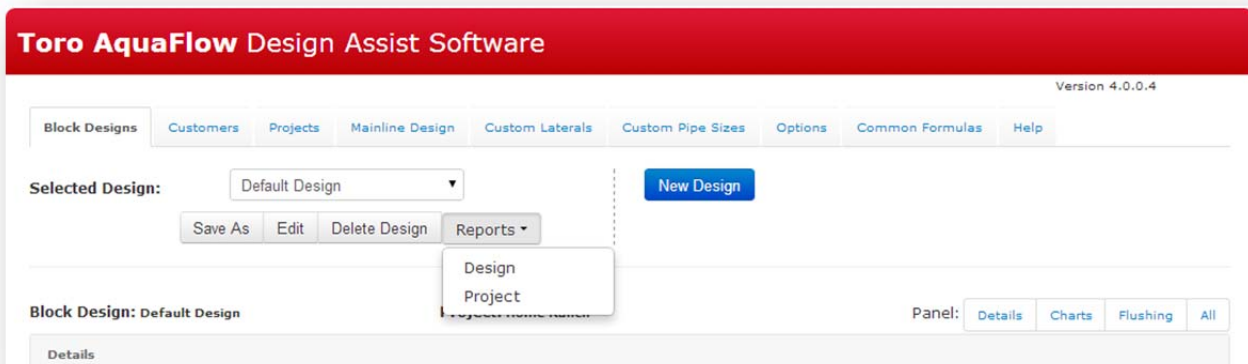 Toro AquaFlow Design Assist Software
Version 4.0.0.4
Block Designs Customers Projects Mainline Design Custom Laterals Custom Pipe Sizes Options Common Formulas Help
Selected Design: Default Design New Design
Save As Edit Delete Design Reports
Design
Project
Block Design: Default Design Panel: Details Charts Flushing All
Details